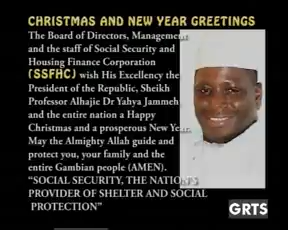 CHRISTMAS AND NEW YEAR GREETINGS
The Board of Directors, Management
and the staff of Social Security and
Housing Finance Corporation
(SSFHC) wish His Excellency the
President of the Republic, Sheikh
Professor Alhajie Dr Yahya Jammeh
and the entire nation a Happy
Christmas and a prosperous New Year.
May the Almighty Allah guide and
protect you, your family and the
entire Gambian people (AMEN).
“SOCIAL SECURITY, THE NATION'S
PROVIDER OF SHELTER AND SOCIAL
PROTECTION”
GRTS